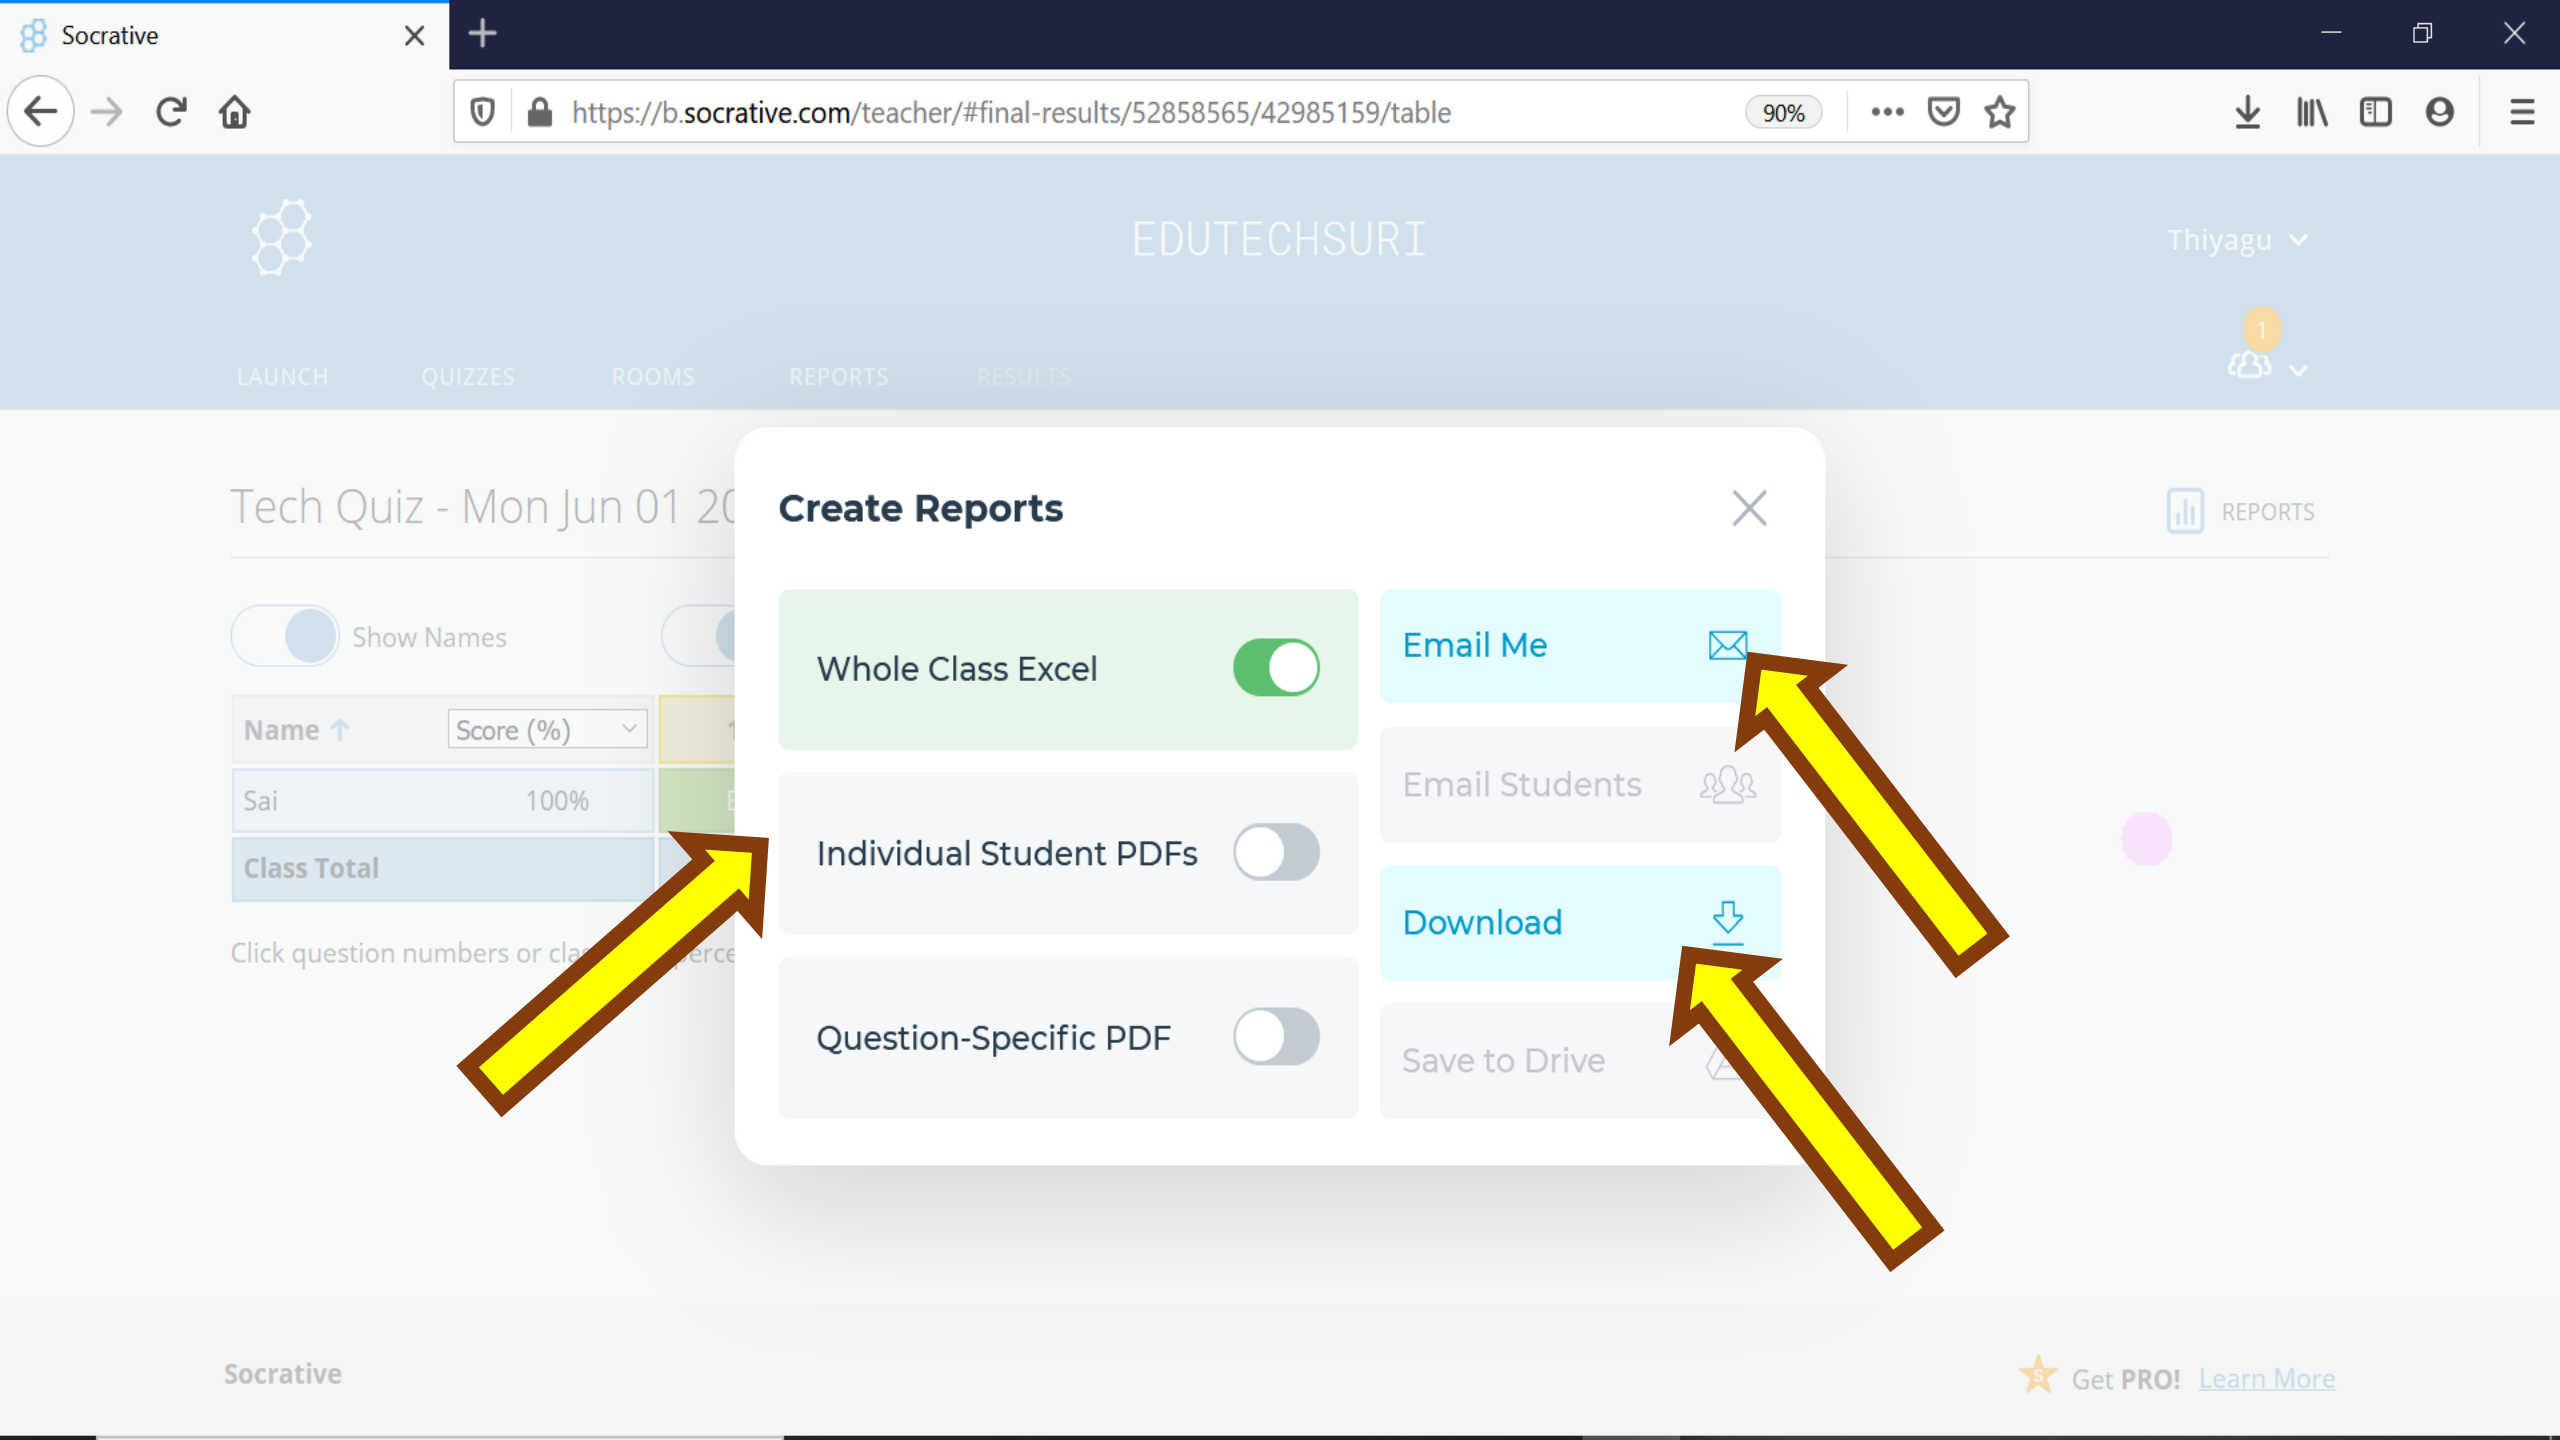 Socrative
https://b.socrative.com/teacher/#final-results/52858565/42985159/table
90%
EDUTECHSURI
Thiyagu
1
LAUNCH QUIZZES ROOMS REPORTS RESULTS
Tech Quiz - Mon Jun 01
REPORTS
Create Reports
Show Names
Whole Class Excel
Email Me
Name Score (%)
Email Students
Sai 100%
Individual Student PDFs
Class Total
Download
Click question numbers or
Question-Specific PDF
Save to Drive
Socrative
Get PRO! Learn More